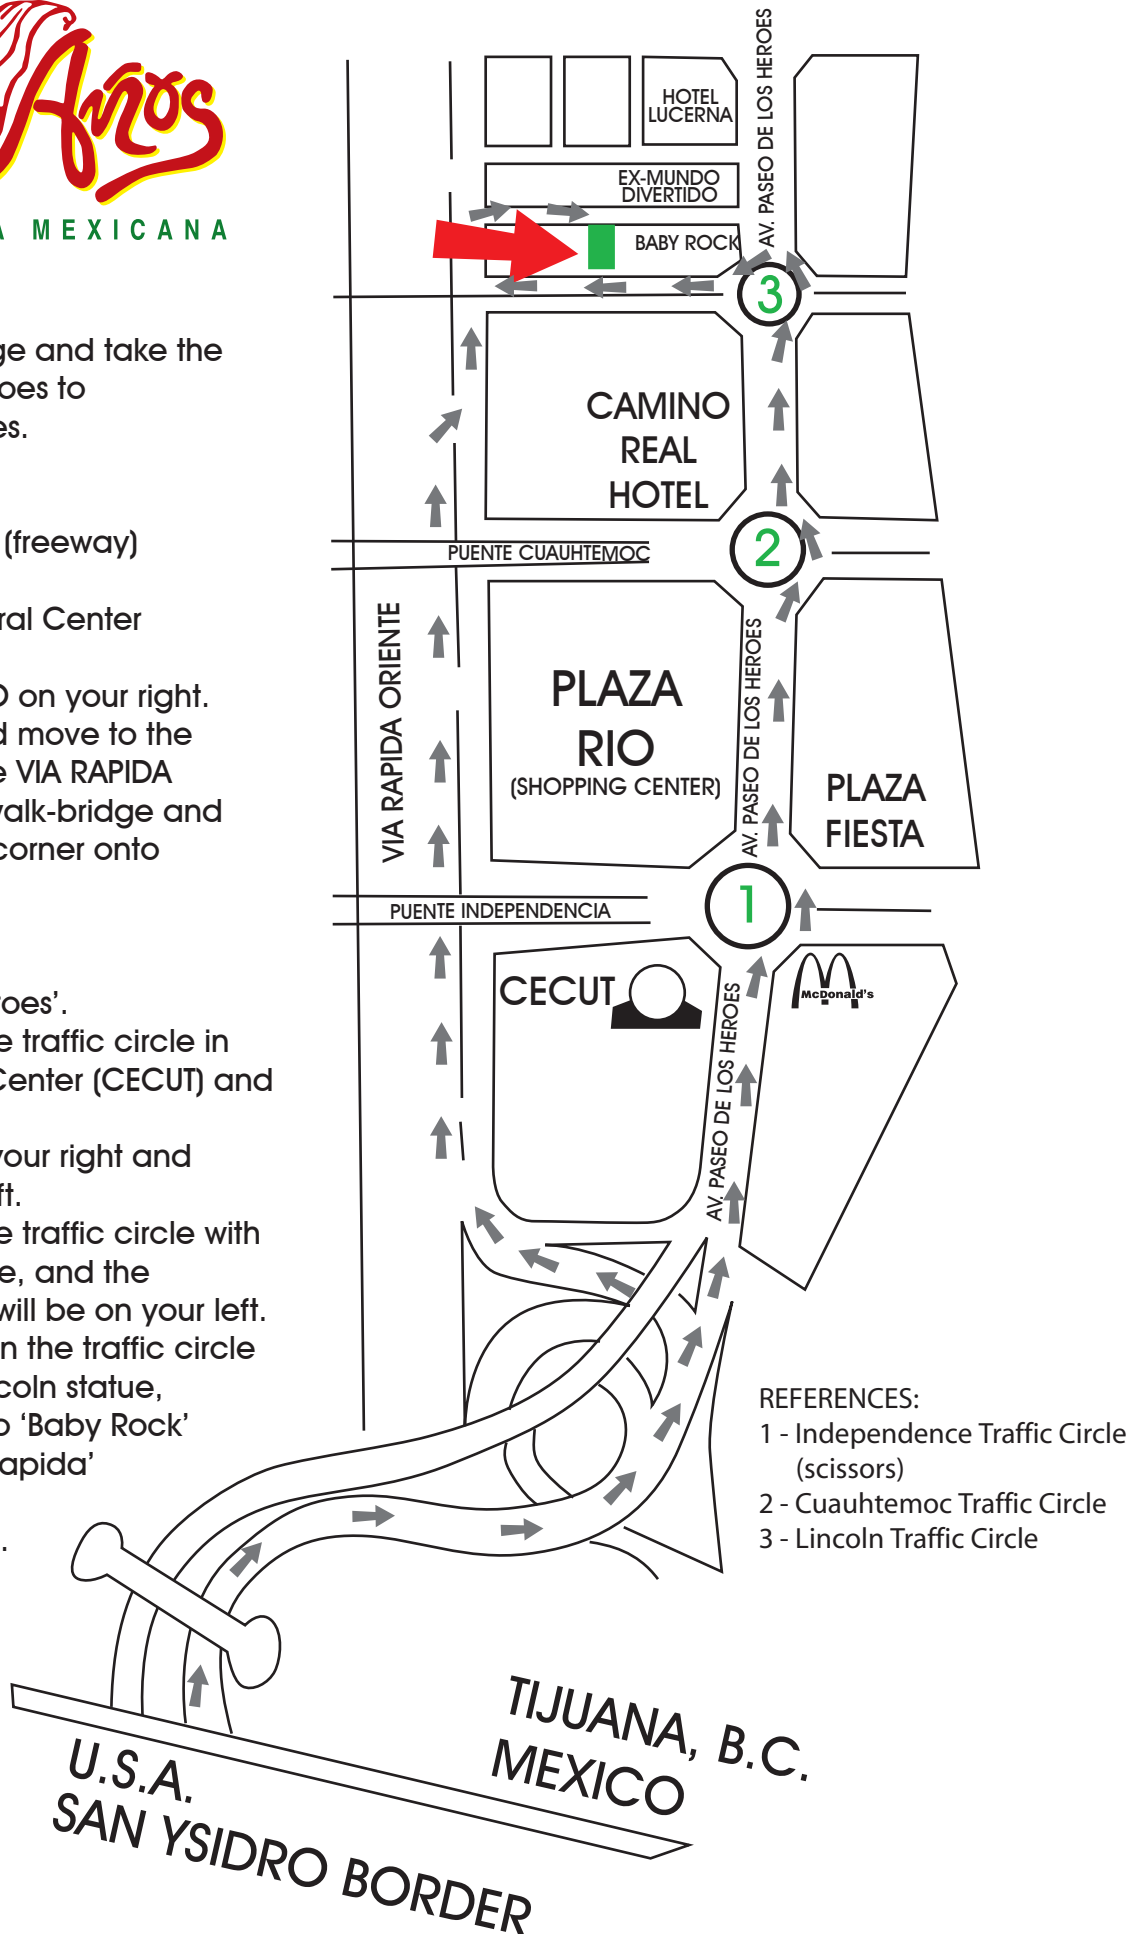 Años
A MEXICANA
ge and take the
oes to
es.
(freeway)
ral Center
O on your right.
d move to the
e VIA RAPIDA
valk-bridge and
corner onto
roes’.
e traffic circle in
Center (CECUT) and
your right and
ft.
e traffic circle with
e, and the
will be on your left.
n the traffic circle
coln statue,
o ‘Baby Rock’
apida’
.
AV. PASEO DE LOS HEROES
HOTEL
LUCERNA
EX-MUNDO
DIVERTIDO
BABY ROCK
3
CAMINO
REAL
HOTEL
2
PUENTE CUAUHTEMOC
VIA RAPIDA ORIENTE
PLAZA
RIO
(SHOPPING CENTER)
AV. PASEO DE LOS HEROES
PLAZA
FIESTA
1
PUENTE INDEPENDENCIA
CECUT
McDonald's
AV. PASEO DE LOS HEROES
REFERENCES:
1 - Independence Traffic Circle
(scissors)
2 - Cuauhtemoc Traffic Circle
3 - Lincoln Traffic Circle
TIJUANA, B.C.
MEXICO
U.S.A.
SAN YSIDRO BORDER